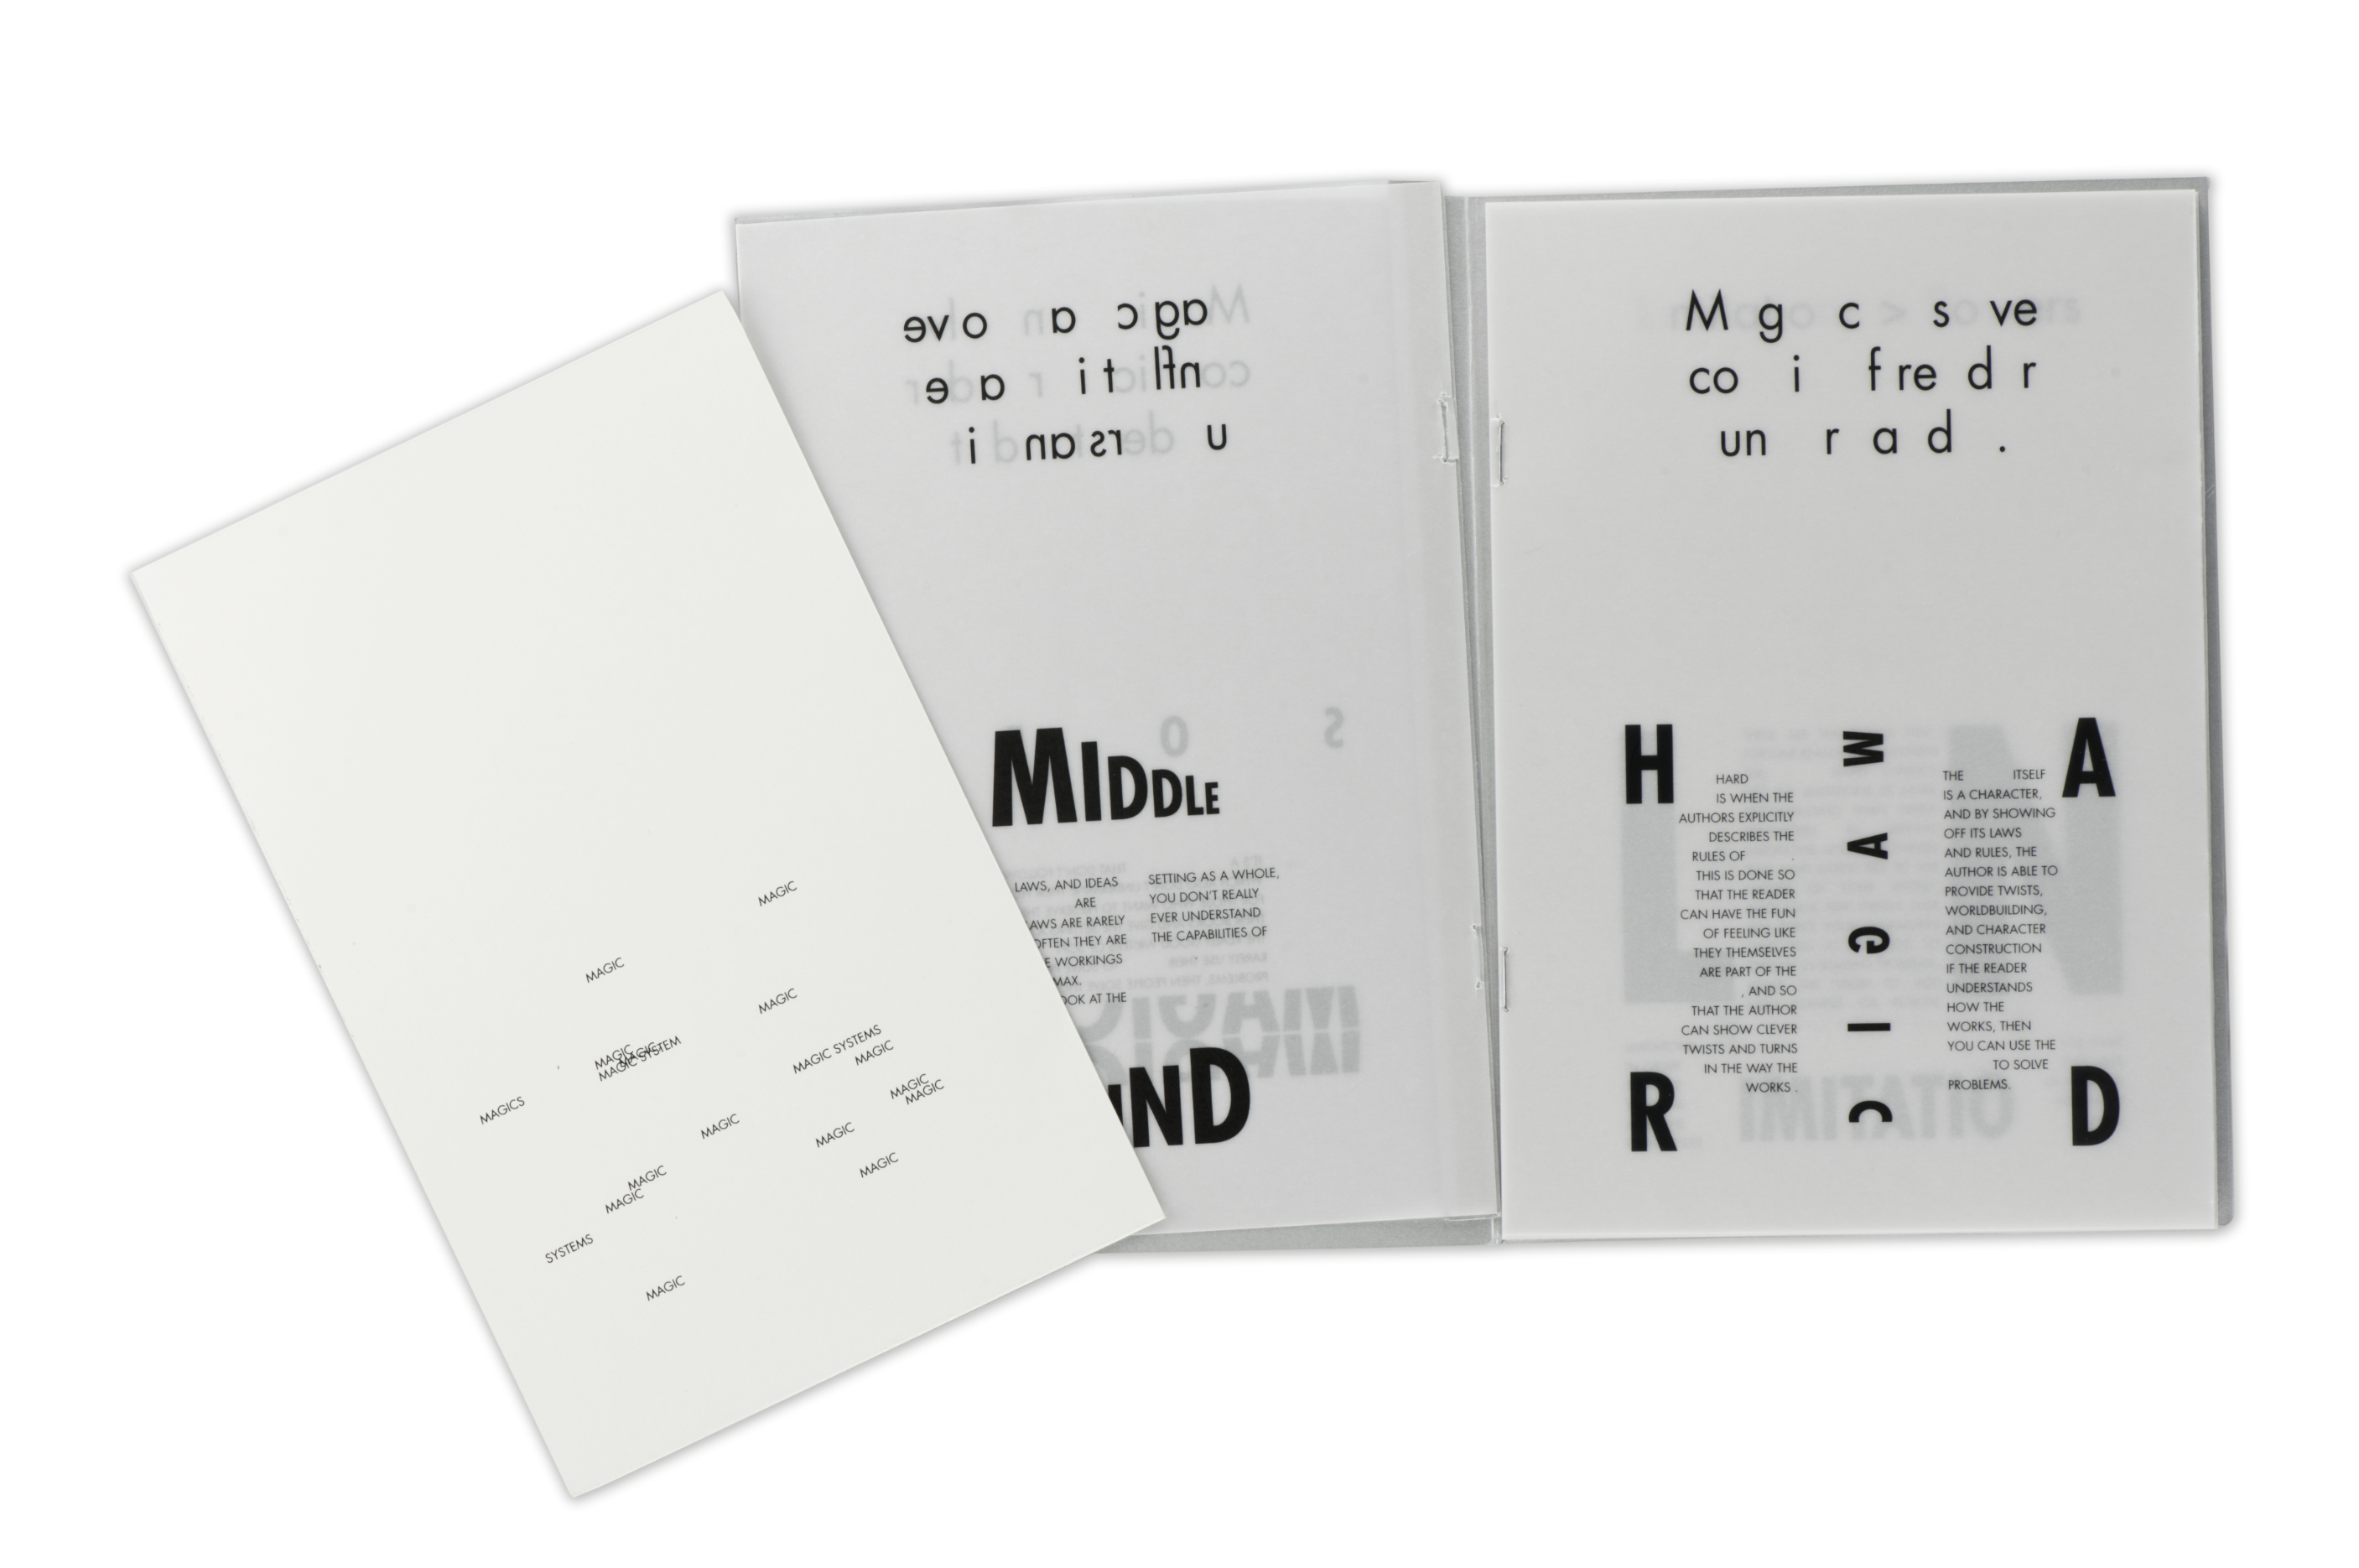 MAGIC
MAGIC
MAGIC
MAGIC
MAGIC
MAGIC SYSTEM
MAGIC SYSTEMS
MAGIC
MAGIC
MAGIC
MAGICS
MAGIC
MAGIC
MAGIC
MAGIC
MAGIC
SYSTEMS
MAGIC
agic a ove
nfli t i a e
u ersan i
MIDDLE
LAWS, AND IDEAS
ARE
AWS ARE RARELY
OFTEN THEY ARE
E WORKINGS
MAX.
OOK AT THE
SETTING AS A WHOLE,
YOU DON'T REALLY
EVER UNDERSTAND
THE CAPABILITIES OF
.
IND
M g c s ve
co i f re d r
un r a d .
H A
R D
MAGIC
HARD
IS WHEN THE
AUTHORS EXPLICITLY
DESCRIBES THE
RULES OF .
THIS IS DONE SO
THAT THE READER
CAN HAVE THE FUN
OF FEELING LIKE
THEY THEMSELVES
ARE PART OF THE
, AND SO
THAT THE AUTHOR
CAN SHOW CLEVER
TWISTS AND TURNS
IN THE WAY THE
WORKS .
THE ITSELF
IS A CHARACTER,
AND BY SHOWING
OFF ITS LAWS
AND RULES, THE
AUTHOR IS ABLE TO
PROVIDE TWISTS,
WORLDBUILDING,
AND CHARACTER
CONSTRUCTION
IF THE READER
UNDERSTANDS
HOW THE
WORKS, THEN
YOU CAN USE THE
TO SOLVE
PROBLEMS.